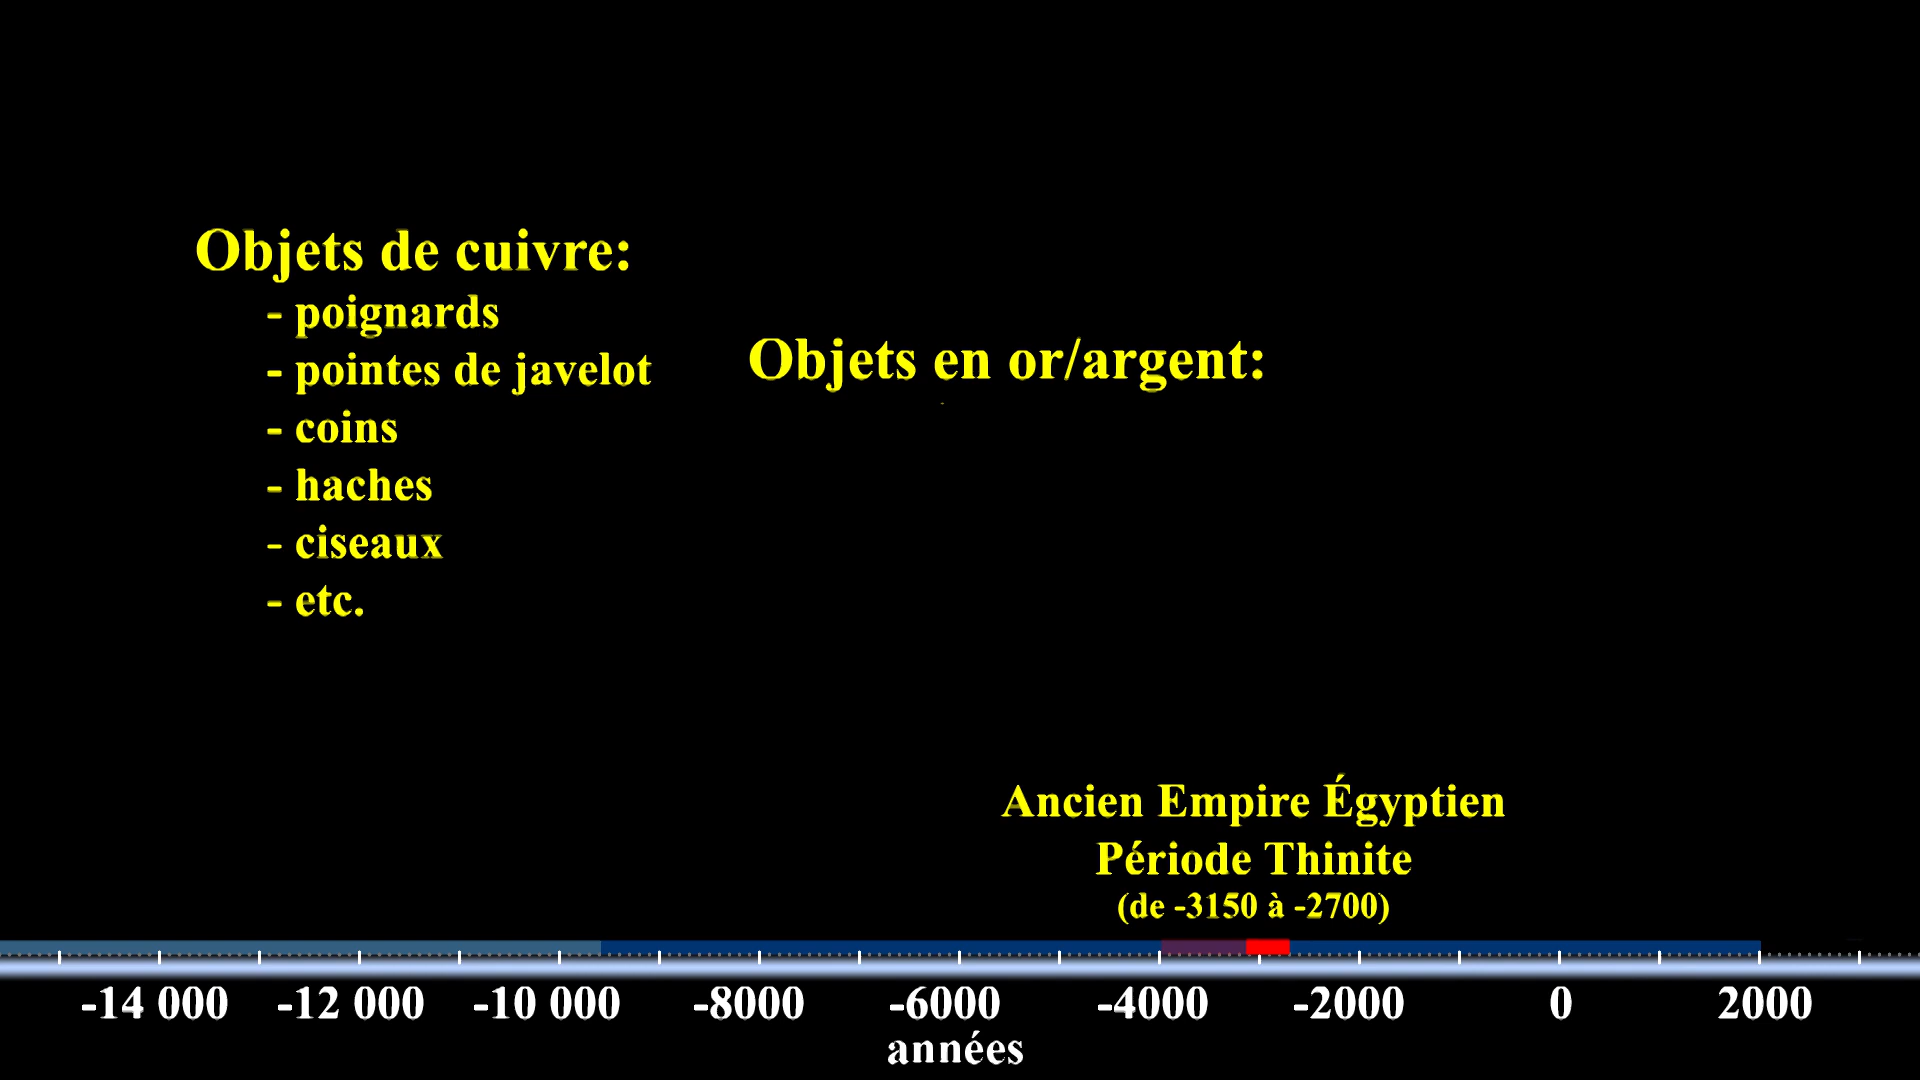 Objets de cuivre:
- poignards
- pointes de javelot
- coins
- haches
- ciseaux
- etc.
Objets en or/argent:
Ancien Empire Égyptien
Période Thinite
(de -3150 à -2700)
-14 000 -12 000 -10 000 -8000 -6000 -4000 -2000 0 2000
années